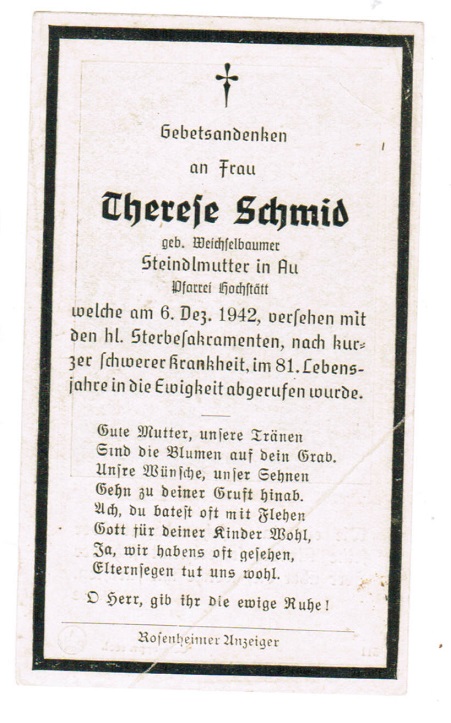 Gebetsandenken
an Frau
Thereſe Schmid
geb. Weichſelbaumer
Steindlmutter in Au
Pfarrei Hochſtätt
welche am 6. Dez. 1942, verſehen mit
den hl. Sterbeſakramenten, nach kur⸗
zer ſchwerer Krankheit, im 81. Lebens⸗
jahre in die Ewigkeit abgerufen wurde.
Gute Mutter, unſere Tränen
Sind die Blumen auf dein Grab.
Unſre Wünſche, unſer Sehnen
Gehn zu deiner Gruft hinab.
Ach, du bateſt oft mit Flehen
Gott für deiner Kinder Wohl,
Ja, wir habens oft geſehen,
Elternſegen tut uns wohl.
O Herr, gib ihr die ewige Ruhe!
Roſenheimer Anzeiger